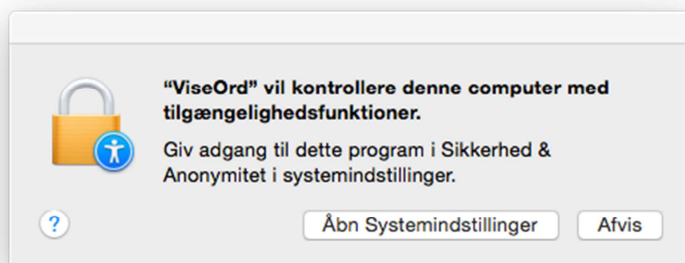 “ViseOrd” vil kontrollere denne computer med
tilgængelighedsfunktioner.
Giv adgang til dette program i Sikkerhed &
Anonymitet i systemindstillinger.
?
Åbn Systemindstillinger
Afvis